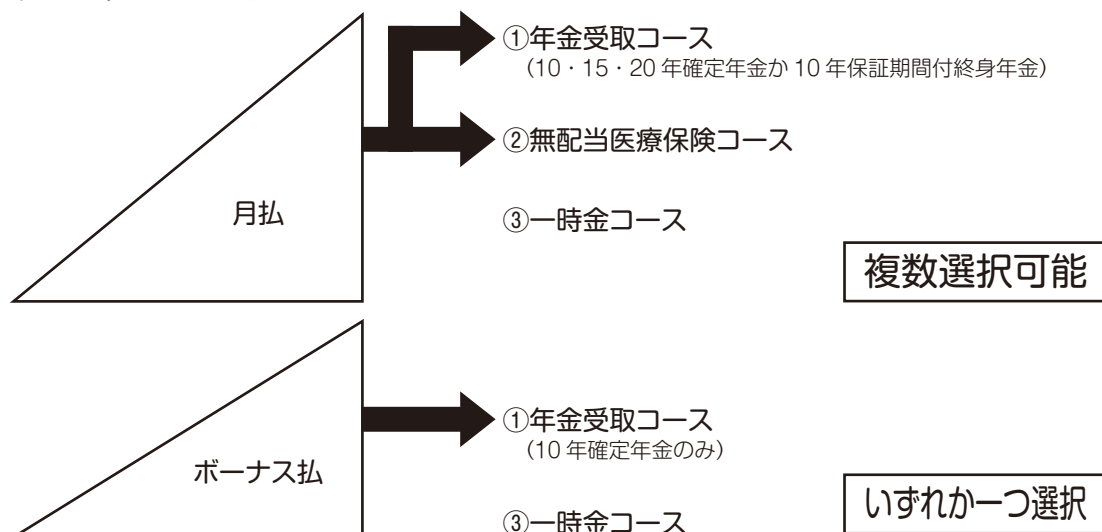 月払
①年金受取コース
（10・15・20 年確定年金か 10 年保証期間付終身年金）
②無配当医療保険コース
③一時金コース
複数選択可能
ボーナス払
①年金受取コース
（10 年確定年金のみ）
③一時金コース
いずれか一つ選択